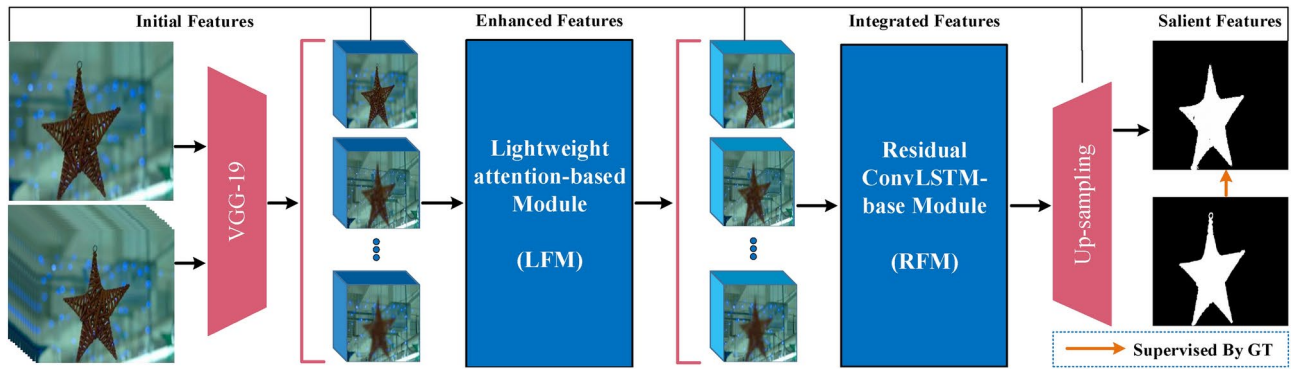 Initial Features
Enhanced Features
Integrated Features
Salient Features
VGG-19
Lightweight
attention-based
Module
(LFM)
Residual
ConvLSTM-
base Module
(RFM)
Up-sampling
Supervised By GT